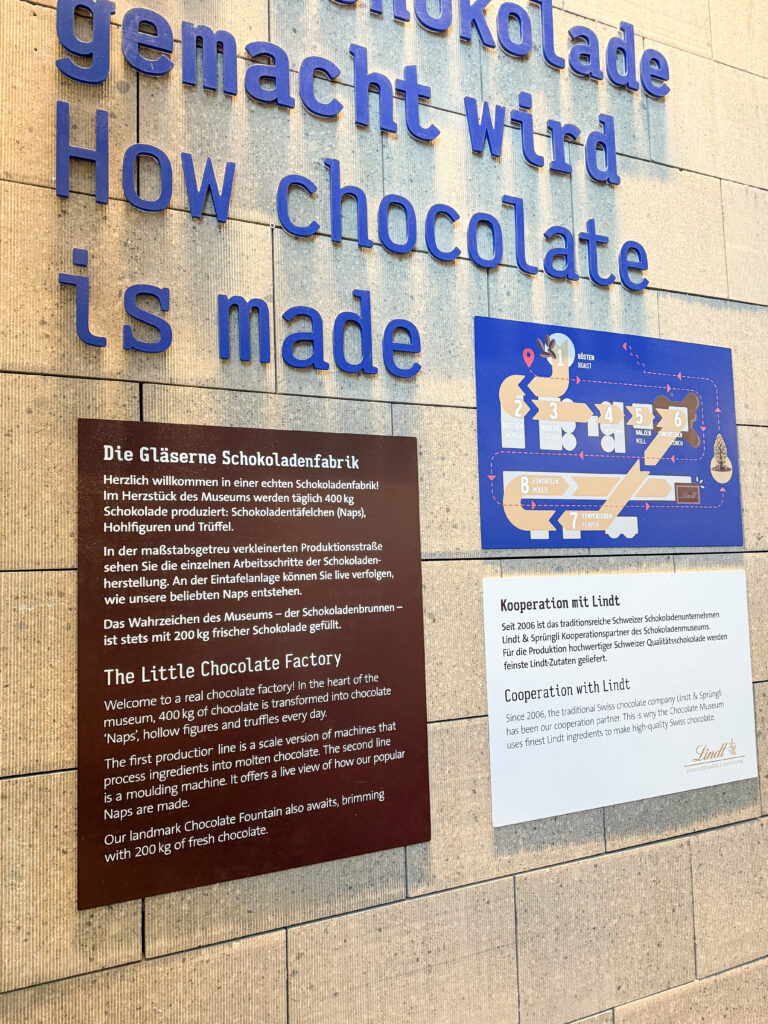 Schokolade
gemacht wird
How chocolate
is made
Die Gläserne Schokoladenfabrik
Herzlich willkommen in einer echten Schokoladenfabrik!
Im Herzstück des Museums werden täglich 400 kg
Schokolade produziert: Schokoladentäfelchen (Naps),
Hohlfiguren und Trüffel.
In der maßstabsgetreu verkleinerten Produktionsstraße
sehen Sie die einzelnen Arbeitsschritte der Schokoladen-
herstellung. An der Eintafelanlage können Sie live verfolgen,
wie unsere beliebten Naps entstehen.
Das Wahrzeichen des Museums – der Schokoladenbrunnen –
ist stets mit 200 kg frischer Schokolade gefüllt.
The Little Chocolate Factory
Welcome to a real chocolate factory! In the heart of the
museum, 400 kg of chocolate is transformed into chocolate
'Naps', hollow figures and truffles every day.
The first production line is a scale version of machines that
process ingredients into molten chocolate. The second line
is a moulding machine. It offers a live view of how our popular
Naps are made.
Our landmark Chocolate Fountain also awaits, brimming
with 200 kg of fresh chocolate.
1 RÖSTEN
ROAST
2 3 4 5 6
WALZEN
8 EINTAFELN
MOULD
Lindt
7 TEMPERIEREN
TEMPER
Kooperation mit Lindt
Seit 2006 ist das traditionsreiche Schweizer Schokoladenunternehmen
Lindt & Sprüngli Kooperationspartner des Schokoladenmuseums.
Für die Produktion hochwertiger Schweizer Qualitätsschokolade werden
feinste Lindt-Zutaten geliefert.
Cooperation with Lindt
Since 2006, the traditional Swiss chocolate company Lindt & Sprüngli
has been our cooperation partner. This is why the Chocolate Museum
uses finest Lindt ingredients to make high-quality Swiss chocolate.
Lindt